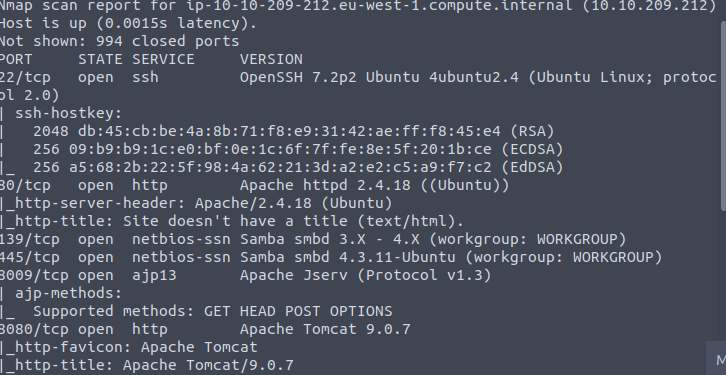 Nmap scan report for ip-10-10-209-212.eu-west-1.compute.internal (10.10.209.212)
Host is up (0.0015s latency).
Not shown: 994 closed ports
PORT     STATE SERVICE     VERSION
22/tcp   open  ssh         OpenSSH 7.2p2 Ubuntu 4ubuntu2.4 (Ubuntu Linux; protoc
ol 2.0)
| ssh-hostkey:
|   2048 db:45:cb:be:4a:8b:71:f8:e9:31:42:ae:ff:f8:45:e4 (RSA)
|   256 09:b9:b9:1c:e0:bf:0e:1c:6f:7f:fe:8e:5f:20:1b:ce (ECDSA)
|_  256 a5:68:2b:22:5f:98:4a:62:21:3d:a2:e2:c5:a9:f7:c2 (EdDSA)
80/tcp   open  http        Apache httpd 2.4.18 ((Ubuntu))
|_http-server-header: Apache/2.4.18 (Ubuntu)
|_http-title: Site doesn't have a title (text/html).
139/tcp  open  netbios-ssn Samba smbd 3.X - 4.X (workgroup: WORKGROUP)
445/tcp  open  netbios-ssn Samba smbd 4.3.11-Ubuntu (workgroup: WORKGROUP)
8009/tcp open  ajp13       Apache Jserv (Protocol v1.3)
| ajp-methods:
|_  Supported methods: GET HEAD POST OPTIONS
8080/tcp open  http        Apache Tomcat 9.0.7
|_http-favicon: Apache Tomcat
|_http-title: Apache Tomcat/9.0.7
M